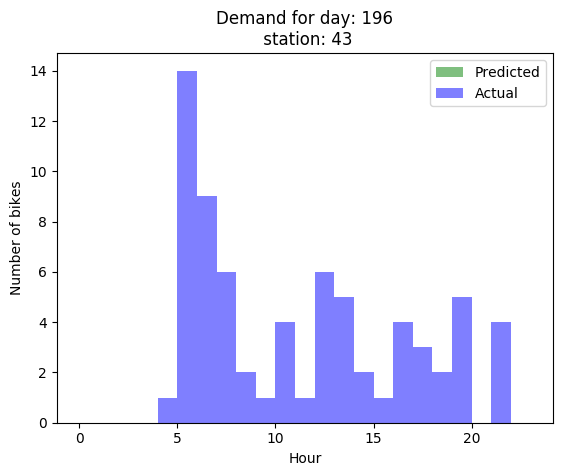 Demand for day: 196
station: 43
Predicted
Actual
Number of bikes
14
12
10
8
6
4
2
0
0
5
10
15
20
Hour